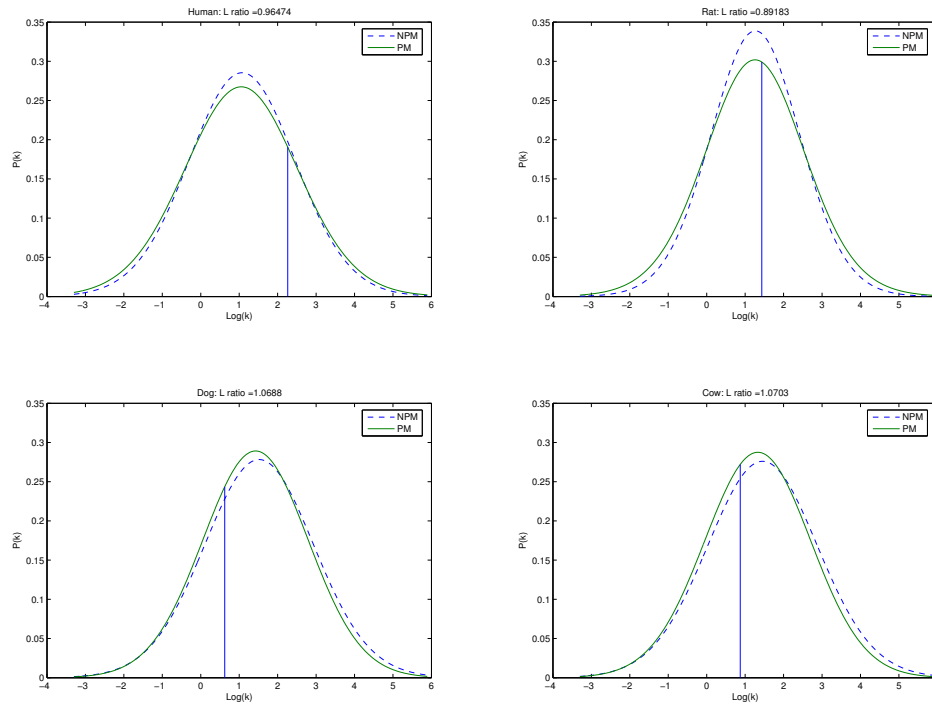 Human: L ratio =0.96474
0.35
0.3
0.25
0.2
0.15
0.1
0.05
0
P(k)
NPM
PM
−4 −3 −2 −1 0 1 2 3 4 5 6
Log(k)
Rat: L ratio =0.89183
0.35
0.3
0.25
0.2
0.15
0.1
0.05
0
P(k)
NPM
PM
−4 −3 −2 −1 0 1 2 3 4 5
Log(k)
Dog: L ratio =1.0688
0.35
0.3
0.25
0.2
0.15
0.1
0.05
0
P(k)
NPM
PM
−4 −3 −2 −1 0 1 2 3 4 5 6
Log(k)
Cow: L ratio =1.0703
0.35
0.3
0.25
0.2
0.15
0.1
0.05
0
P(k)
NPM
PM
−4 −3 −2 −1 0 1 2 3 4 5
Log(k)